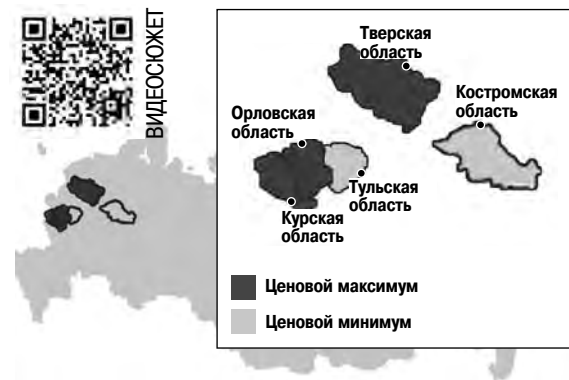 ВИДЕОСЮЖЕТ
Тверская
область
Костромская
область
Орловская
область
Тульская
область
Курская
область
Ценовой максимум
Ценовой минимум